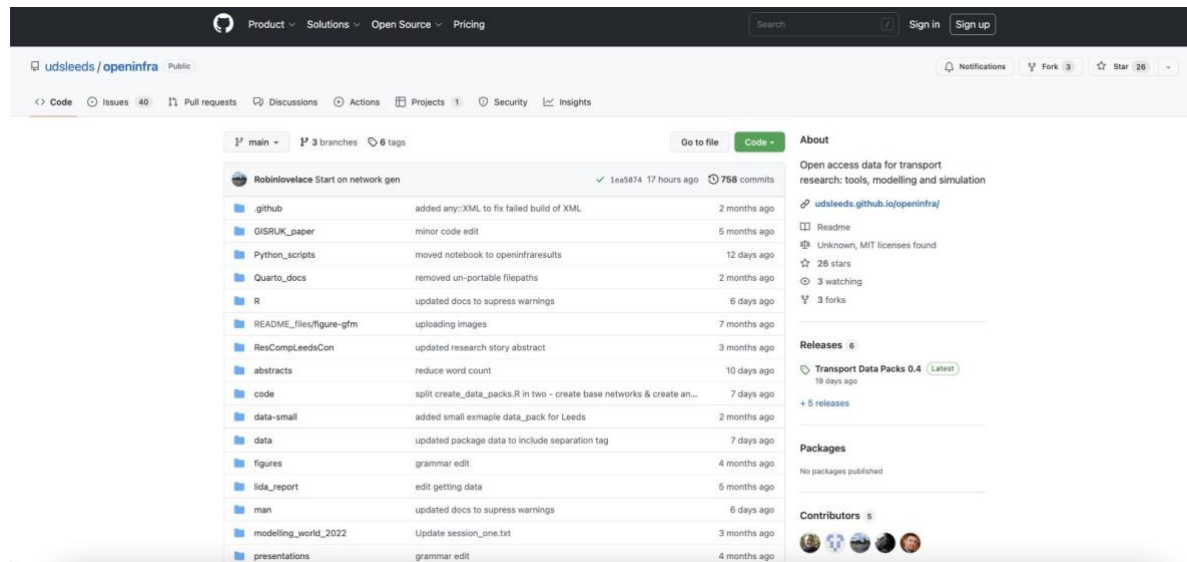 Product Solutions Open Source Pricing Search / Sign in Sign up
udsleeds / openinfra Public Notifications Fork 3 Star 26
<> Code Issues 40 Pull requests Discussions Actions Projects 1 Security Insights
main 3 branches 6 tags Go to file Code
Robinlovelace Start on network gen 1ea5074 17 hours ago 758 commits
.github added any::XML to fix failed build of XML 2 months ago
GISRUK_paper minor code edit 5 months ago
Python_scripts moved notebook to openinfraresults 12 days ago
Quarto_docs removed un-portable filepaths 2 months ago
R updated docs to supress warnings 6 days ago
README_files/figure-gfm uploading images 7 months ago
ResCompLeedsCon updated research story abstract 3 months ago
abstracts reduce word count 10 days ago
code split create_data_packs.R in two - create base networks & create an... 7 days ago
data-small added small exmaple data_pack for Leeds 2 months ago
data updated package data to include separation tag 7 days ago
figures grammar edit 4 months ago
lida_report edit getting data 5 months ago
man updated docs to supress warnings 6 days ago
modelling_world_2022 Update session_one.txt 3 months ago
presentations grammar edit 4 months ago
About
Open access data for transport
research: tools, modelling and simulation
udsleeds.github.io/openinfra/
Readme
Unknown, MIT licenses found
26 stars
3 watching
3 forks
Releases 6
Transport Data Packs 0.4 Latest
19 days ago
+ 5 releases
Packages
No packages published
Contributors 5